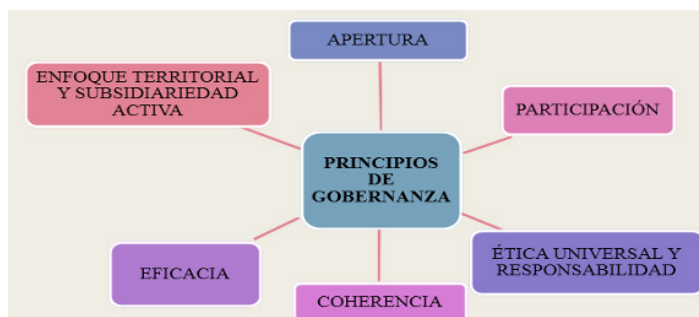 APERTURA
ENFOQUE TERRITORIAL
Y SUBSIDIARIEDAD
ACTIVA
PARTICIPACIÓN
PRINCIPIOS
DE
GOBERNANZA
ÉTICA UNIVERSAL Y
RESPONSABILIDAD
EFICACIA
COHERENCIA